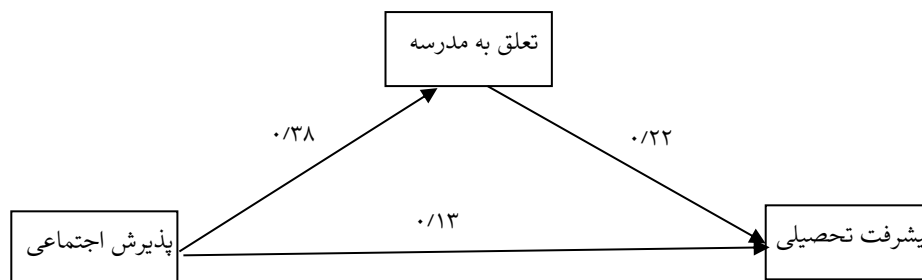 تعلق به مدرسه
۰/۳۸
۰/۲۲
۰/۱۳
پذیرش اجتماعی
یشرفت تحصیلی